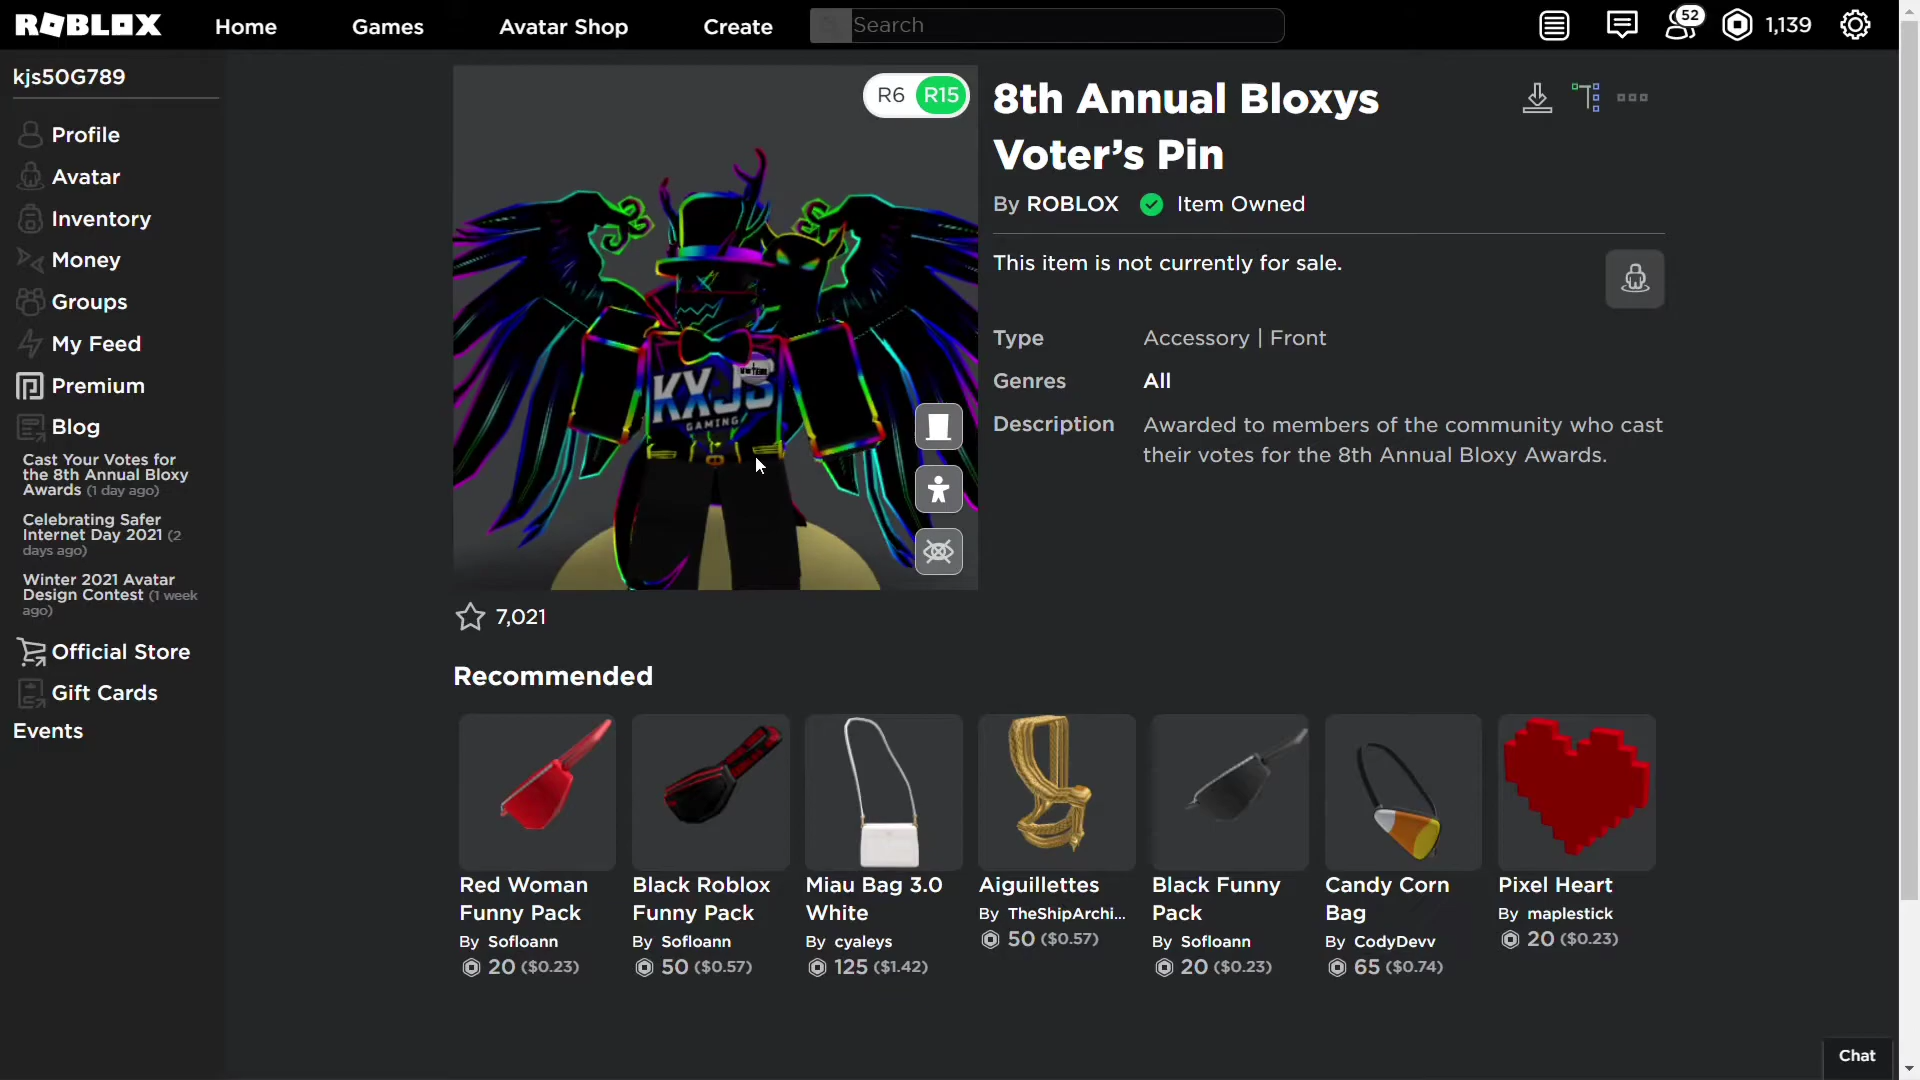 ROBLOX
Home
Games
Avatar Shop
Create
Search
52
1,139
kjs50G789
Profile
Avatar
Inventory
Money
Groups
My Feed
Premium
Blog
Cast Your Votes for
the 8th Annual Bloxy
Awards (1 day ago)
Celebrating Safer
Internet Day 2021 (2
days ago)
Winter 2021 Avatar
Design Contest (1 week
ago)
Official Store
Gift Cards
Events
R6 R15
KXJS
GAMING
7,021
8th Annual Bloxys
Voter’s Pin
By ROBLOX Item Owned
This item is not currently for sale.
Type Accessory | Front
Genres All
Description Awarded to members of the community who cast
their votes for the 8th Annual Bloxy Awards.
Recommended
Red Woman
Funny Pack
By Sofloann
20 ($0.23)
Black Roblox
Funny Pack
By Sofloann
50 ($0.57)
Miau Bag 3.0
White
By cyaleys
125 ($1.42)
Aiguillettes
By TheShipArchi...
50 ($0.57)
Black Funny
Pack
By Sofloann
20 ($0.23)
Candy Corn
Bag
By CodyDevv
65 ($0.74)
Pixel Heart
By maplestick
20 ($0.23)
Chat